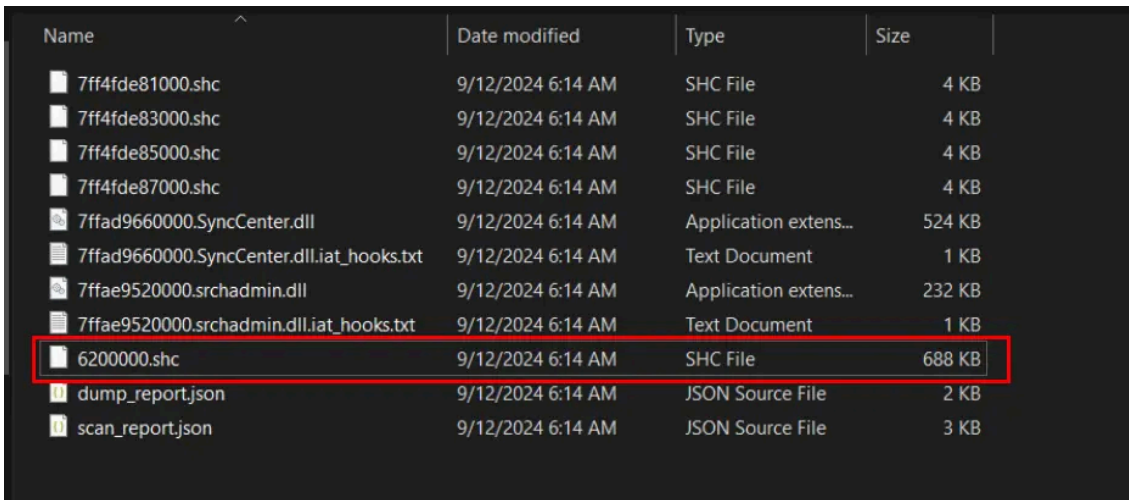 Name Date modified Type Size
7ff4fde81000.shc 9/12/2024 6:14 AM SHC File 4 KB
7ff4fde83000.shc 9/12/2024 6:14 AM SHC File 4 KB
7ff4fde85000.shc 9/12/2024 6:14 AM SHC File 4 KB
7ff4fde87000.shc 9/12/2024 6:14 AM SHC File 4 KB
7ffad9660000.SyncCenter.dll 9/12/2024 6:14 AM Application extens... 524 KB
7ffad9660000.SyncCenter.dll.iat_hooks.txt 9/12/2024 6:14 AM Text Document 1 KB
7ffae9520000.srchadmin.dll 9/12/2024 6:14 AM Application extens... 232 KB
7ffae9520000.srchadmin.dll.iat_hooks.txt 9/12/2024 6:14 AM Text Document 1 KB
6200000.shc 9/12/2024 6:14 AM SHC File 688 KB
dump_report.json 9/12/2024 6:14 AM JSON Source File 2 KB
scan_report.json 9/12/2024 6:14 AM JSON Source File 3 KB